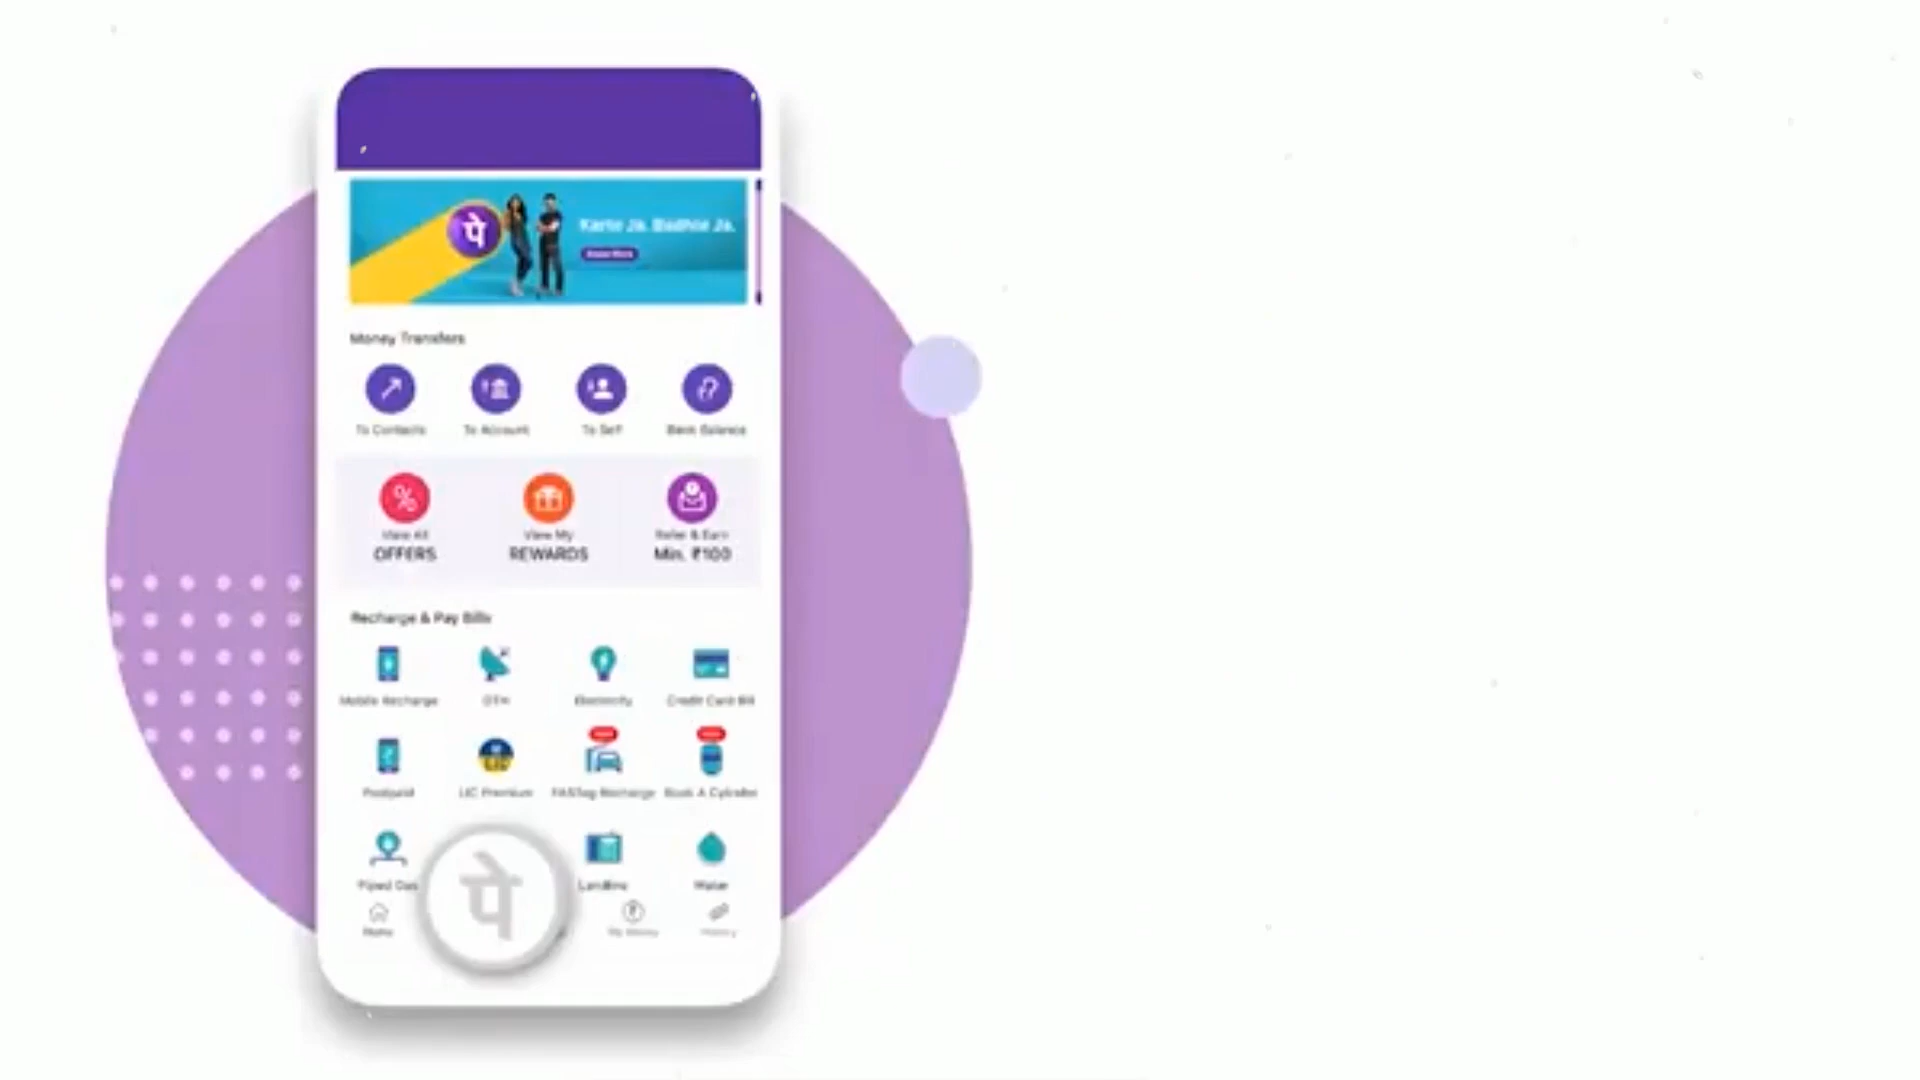 पे
Karte Ja. Badhte Ja.
Know More
Money Transfers
To Contacts
To Account
To Self
Bank Balance
View All
OFFERS
View My
REWARDS
Refer & Earn
Min. ₹100
Recharge & Pay Bills
Mobile Recharge
DTH
Electricity
Credit Card Bill
Postpaid
LIC Premium
FASTag Recharge
Book A Cylinder
Piped Gas
Landline
Water
पे
Home
My Money
History